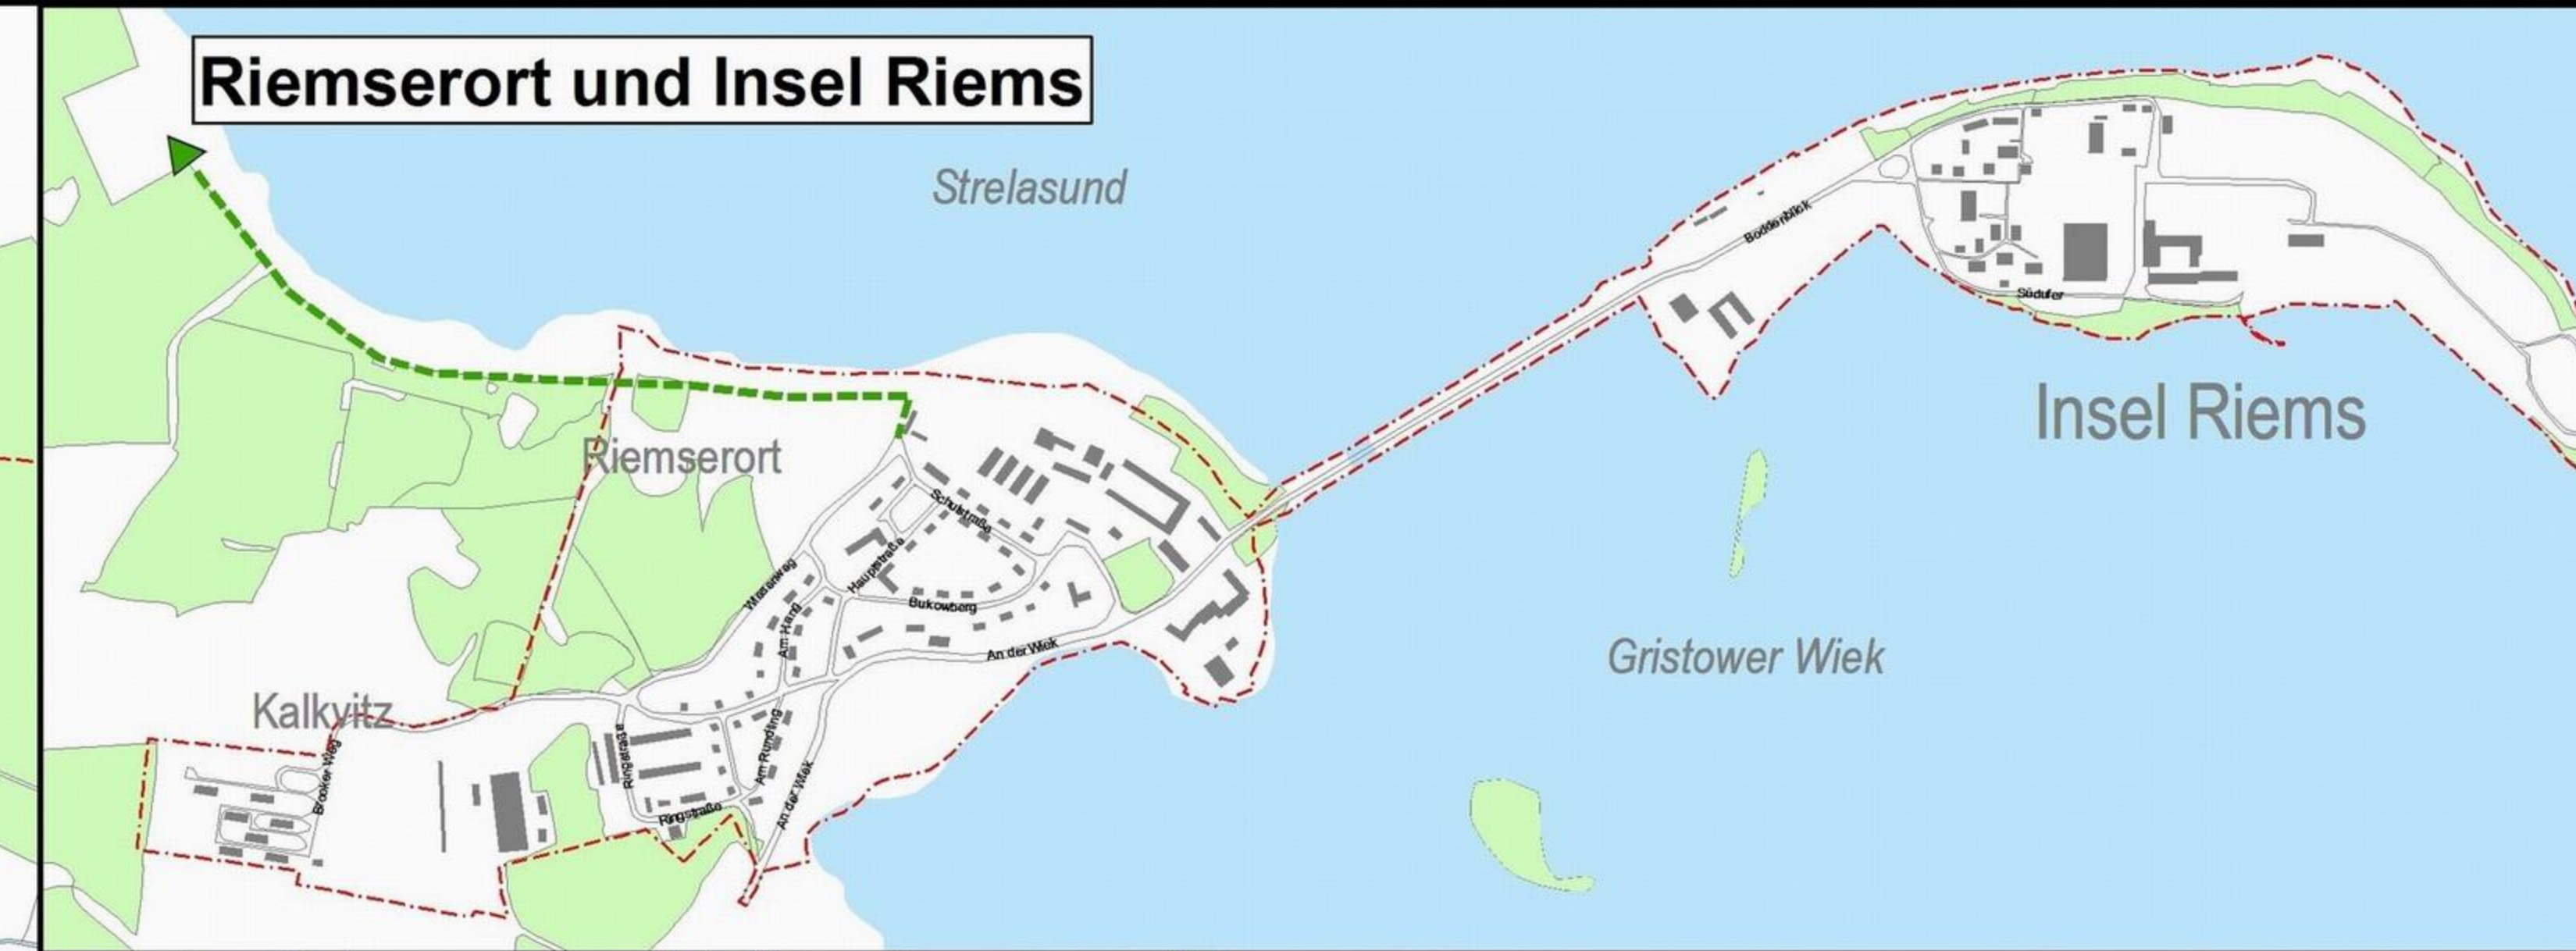 Riemserort und Insel Riems
Strelasund
Boddenblick
Südufer
Insel Riems
Riemserort
Schulstraße
Hauptstraße
Wiesenweg
Bukowberg
Am Hang
An der Wiek
Gristower Wiek
Kalkvitz
Brooker Weg
Ringstraße
Am Rundling
An der Wiek
Ringstraße